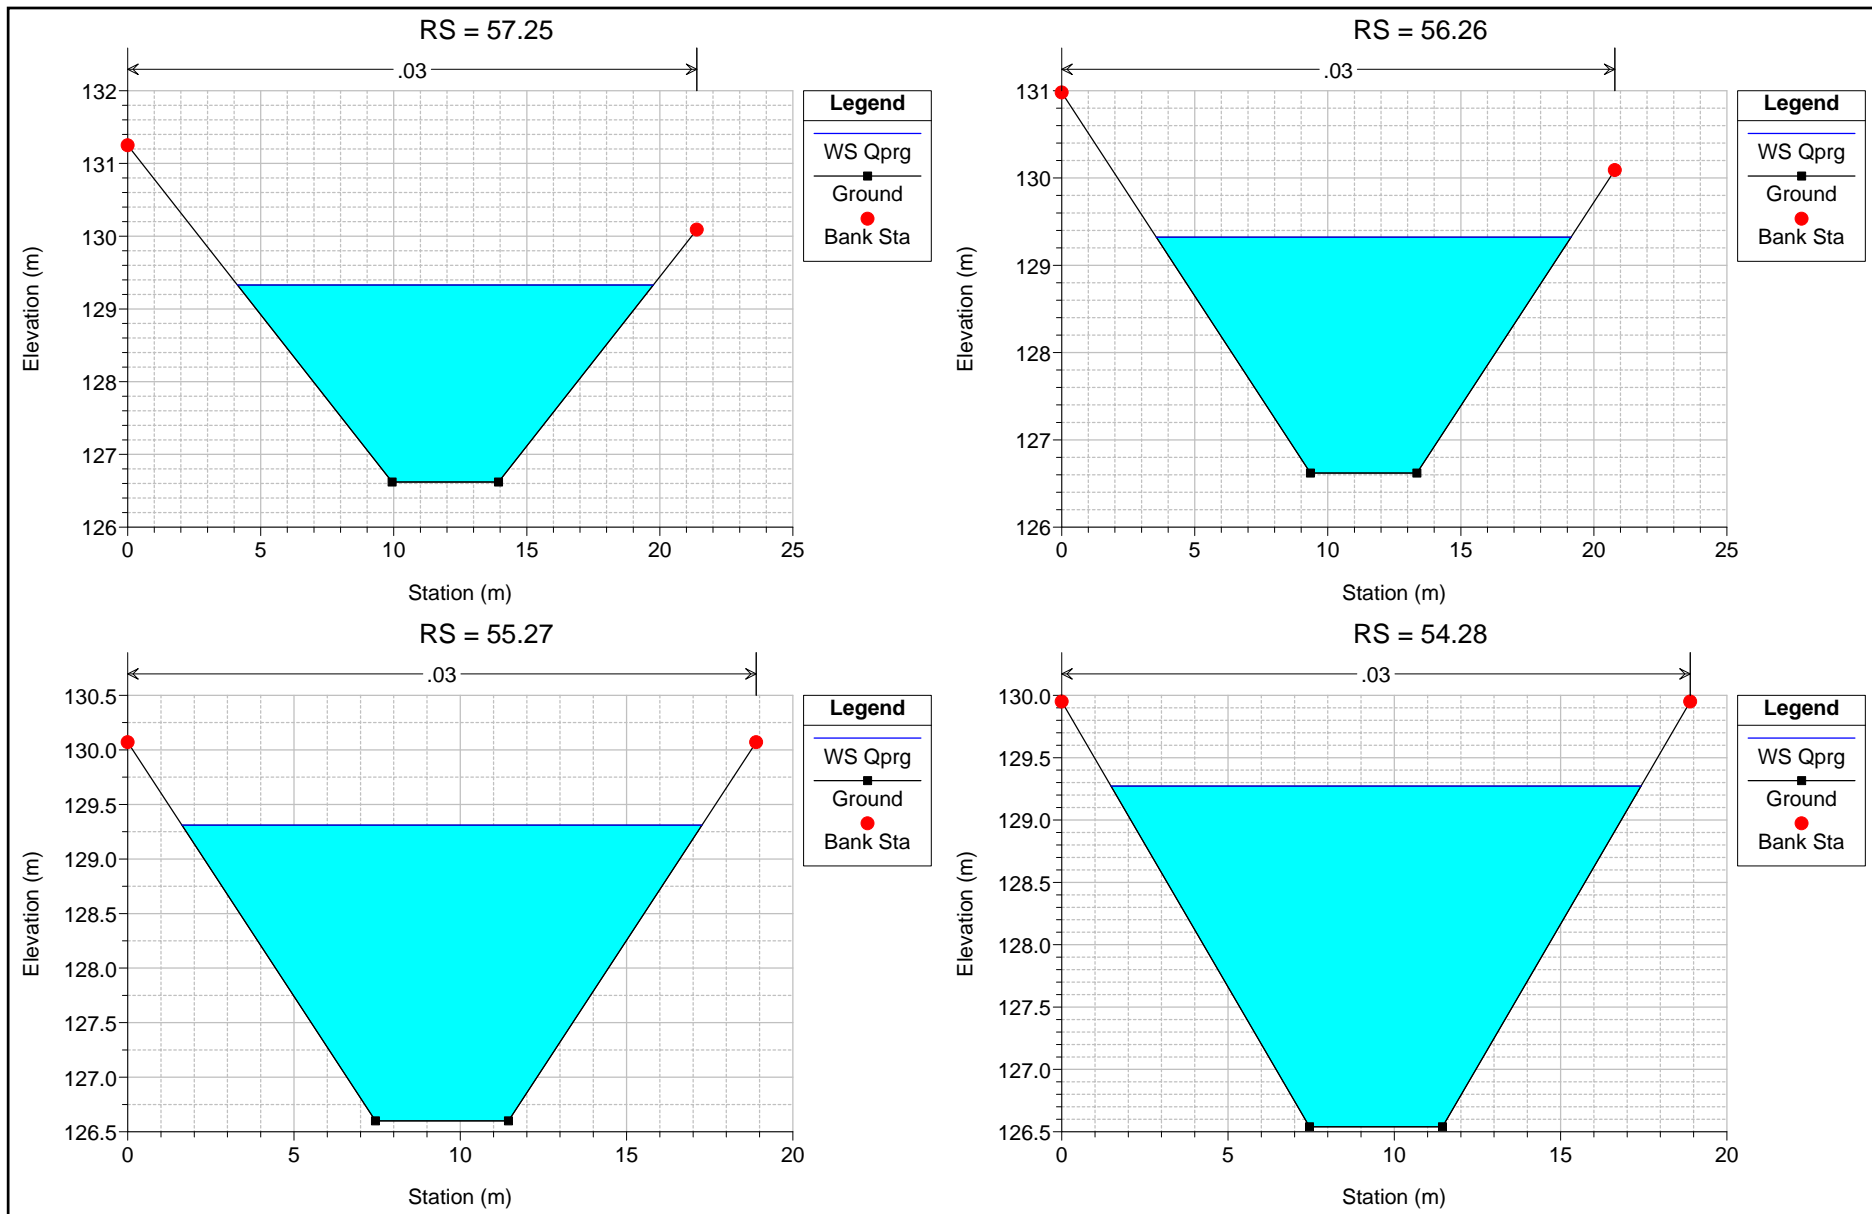 RS = 57.25
.03
132
131
130
129
128
127
126
0
5
10
15
20
25
Elevation (m)
Station (m)
Legend
WS Qprg
Ground
Bank Sta
RS = 56.26
.03
131
130
129
128
127
126
0
5
10
15
20
25
Elevation (m)
Station (m)
Legend
WS Qprg
Ground
Bank Sta
RS = 55.27
.03
130.5
130.0
129.5
129.0
128.5
128.0
127.5
127.0
126.5
0
5
10
15
20
Elevation (m)
Station (m)
Legend
WS Qprg
Ground
Bank Sta
RS = 54.28
.03
130.0
129.5
129.0
128.5
128.0
127.5
127.0
126.5
0
5
10
15
20
Elevation (m)
Station (m)
Legend
WS Qprg
Ground
Bank Sta